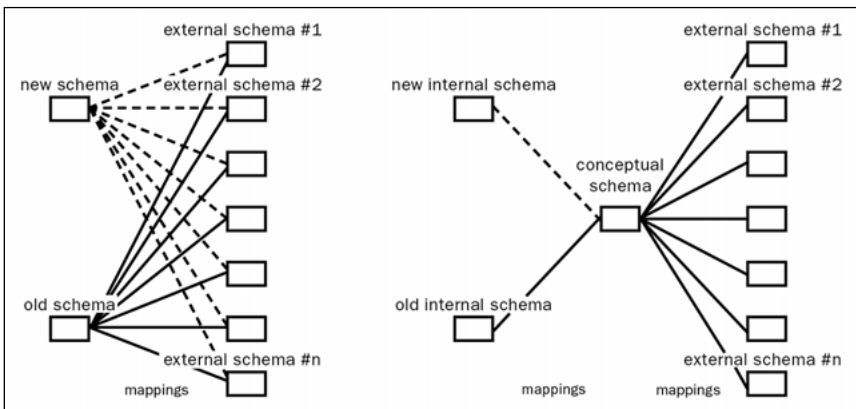 external schema #1
new schema
external schema #2
old schema
external schema #n
mappings
external schema #1
new internal schema
external schema #2
conceptual
schema
old internal schema
external schema #n
mappings
mappings